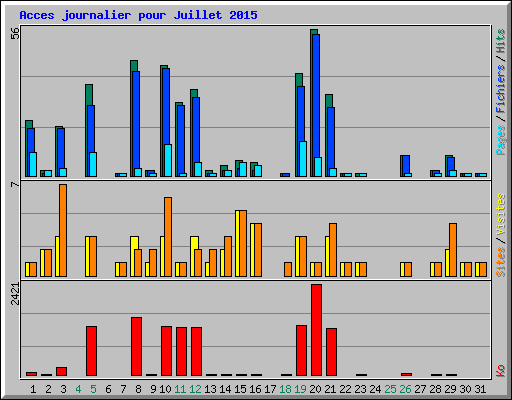 Acces journalier pour Juillet 2015
56
Pages/Fichiers/Hits
7
Sites/Visites
2421
Ko
1 2 3 4 5 6 7 8 9 10 11 12 13 14 15 16 17 18 19 20 21 22 23 24 25 26 27 28 29 30 31